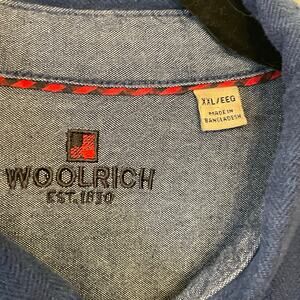 XXL/EEG
MADE IN
BANGLADESH
WOOLRICH
EST. 1830